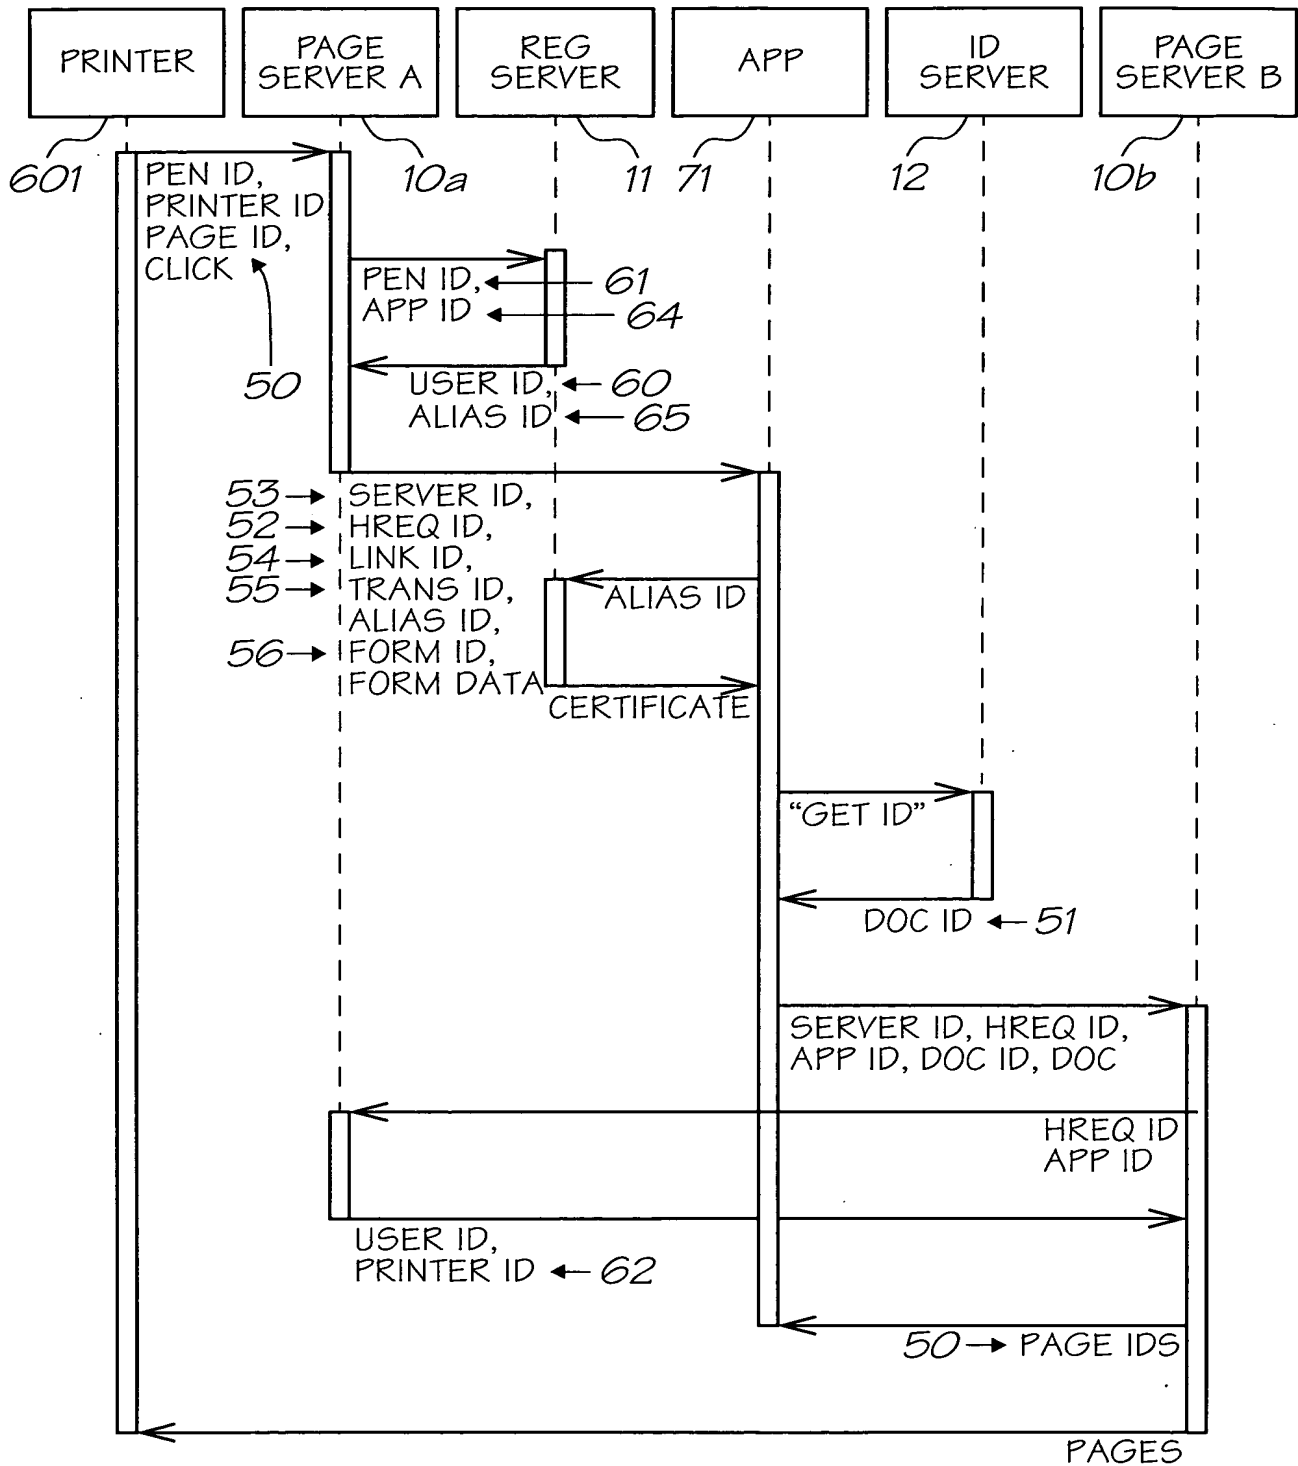 PRINTER
PAGE
SERVER A
REG
SERVER
APP
ID
SERVER
PAGE
SERVER B
601
10a
11
71
12
10b
PEN ID,
PRINTER ID
PAGE ID,
CLICK
50
PEN ID,
61
APP ID
64
USER ID,
60
ALIAS ID
65
53
SERVER ID,
52
HREQ ID,
54
LINK ID,
55
TRANS ID,
ALIAS ID,
56
FORM ID,
FORM DATA
ALIAS ID
CERTIFICATE
“GET ID”
DOC ID
51
SERVER ID, HREQ ID,
APP ID, DOC ID, DOC
HREQ ID
APP ID
USER ID,
PRINTER ID
62
50
PAGE IDS
PAGES